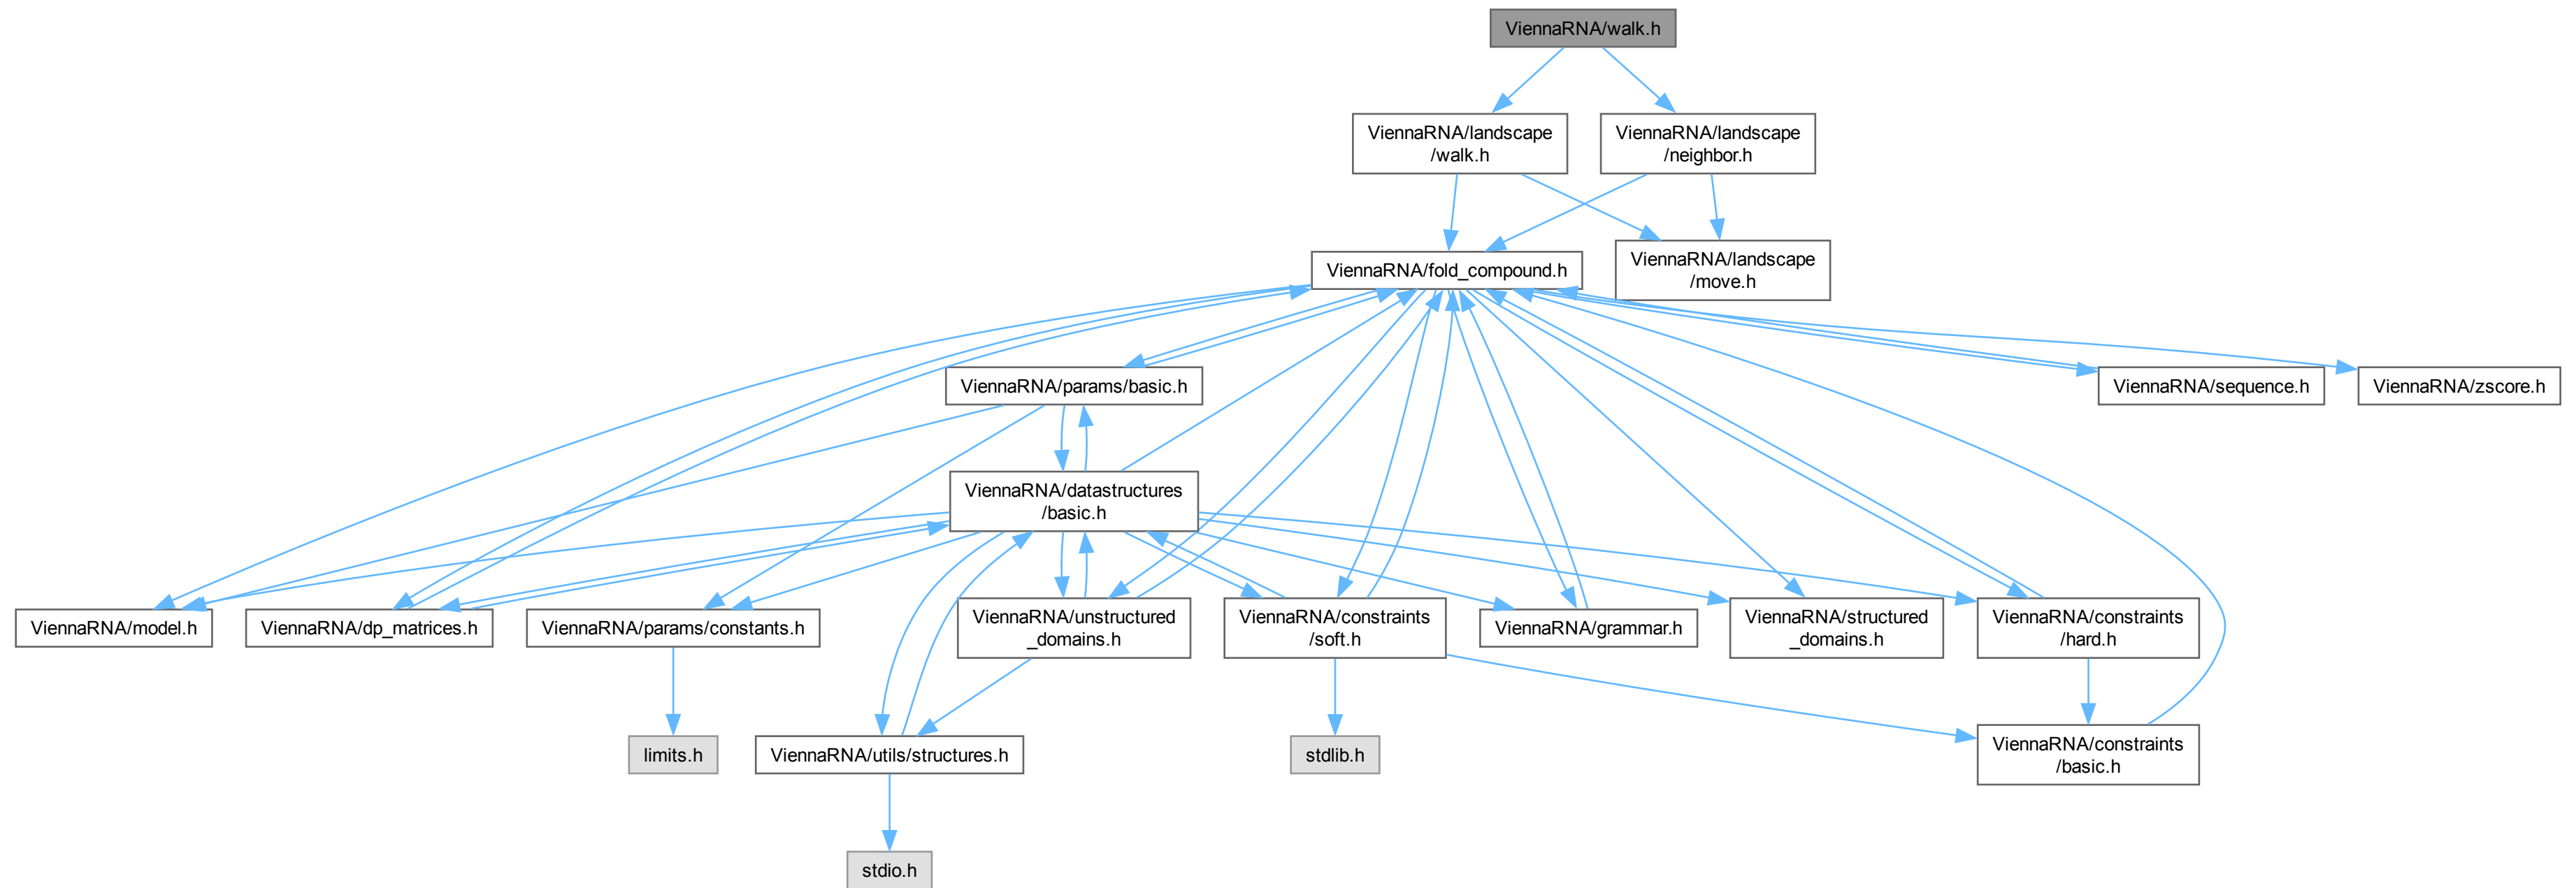 ViennaRNA/walk.h
ViennaRNA/landscape
/walk.h
ViennaRNA/landscape
/neighbor.h
ViennaRNA/fold_compound.h
ViennaRNA/landscape
/move.h
ViennaRNA/params/basic.h
ViennaRNA/sequence.h
ViennaRNA/zscore.h
ViennaRNA/datastructures
/basic.h
ViennaRNA/model.h
ViennaRNA/dp_matrices.h
ViennaRNA/params/constants.h
ViennaRNA/unstructured
_domains.h
ViennaRNA/constraints
/soft.h
ViennaRNA/grammar.h
ViennaRNA/structured
_domains.h
ViennaRNA/constraints
/hard.h
limits.h
ViennaRNA/utils/structures.h
stdlib.h
ViennaRNA/constraints
/basic.h
stdio.h